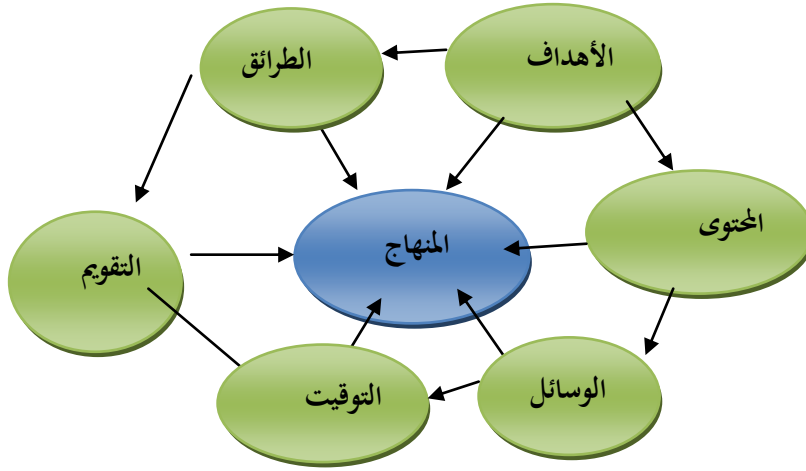 الأهداف
الطرائق
المحتوى
المنهاج
التقويم
الوسائل
التوقيت